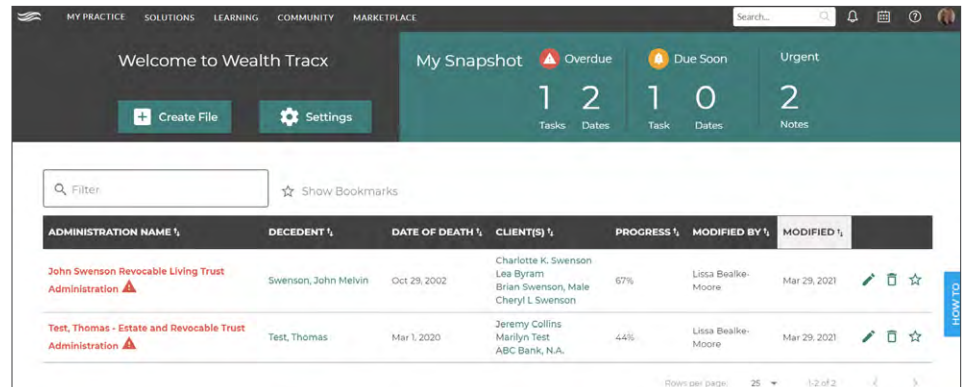 MY PRACTICE SOLUTIONS LEARNING COMMUNITY MARKETPLACE Search...
Welcome to Wealth Tracx
Create File Settings
My Snapshot Overdue Due Soon Urgent
1 2 1 0 2
Tasks Dates Task Dates Notes
Filter Show Bookmarks
ADMINISTRATION NAME DECEDENT DATE OF DEATH CLIENT(S) PROGRESS MODIFIED BY MODIFIED
John Swenson Revocable Living Trust
Administration
Swenson, John Melvin
Oct 29, 2002
Charlotte K. Swenson
Lea Byram
Brian Swenson, Male
Cheryl L Swenson
67%
Lissa Bealke-
Moore
Mar 29, 2021
Test, Thomas - Estate and Revocable Trust
Administration
Test, Thomas
Mar 1, 2020
Jeremy Collins
Marilyn Test
ABC Bank, N.A.
44%
Lissa Bealke-
Moore
Mar 29, 2021
HOW TO
Rows per page: 25 1-2 of 2